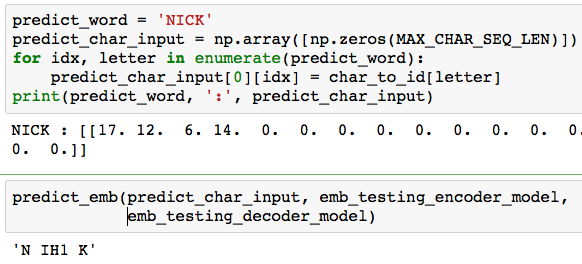 predict_word = 'NICK'
predict_char_input = np.array([np.zeros(MAX_CHAR_SEQ_LEN)])
for idx, letter in enumerate(predict_word):
    predict_char_input[0][idx] = char_to_id[letter]
print(predict_word, ':', predict_char_input)
NICK : [[17. 12.  6. 14.  0.  0.  0.  0.  0.  0.  0.  0.  0.
0.  0.]]
predict_emb(predict_char_input, emb_testing_encoder_model,
            emb_testing_decoder_model)
'N IH1 K'